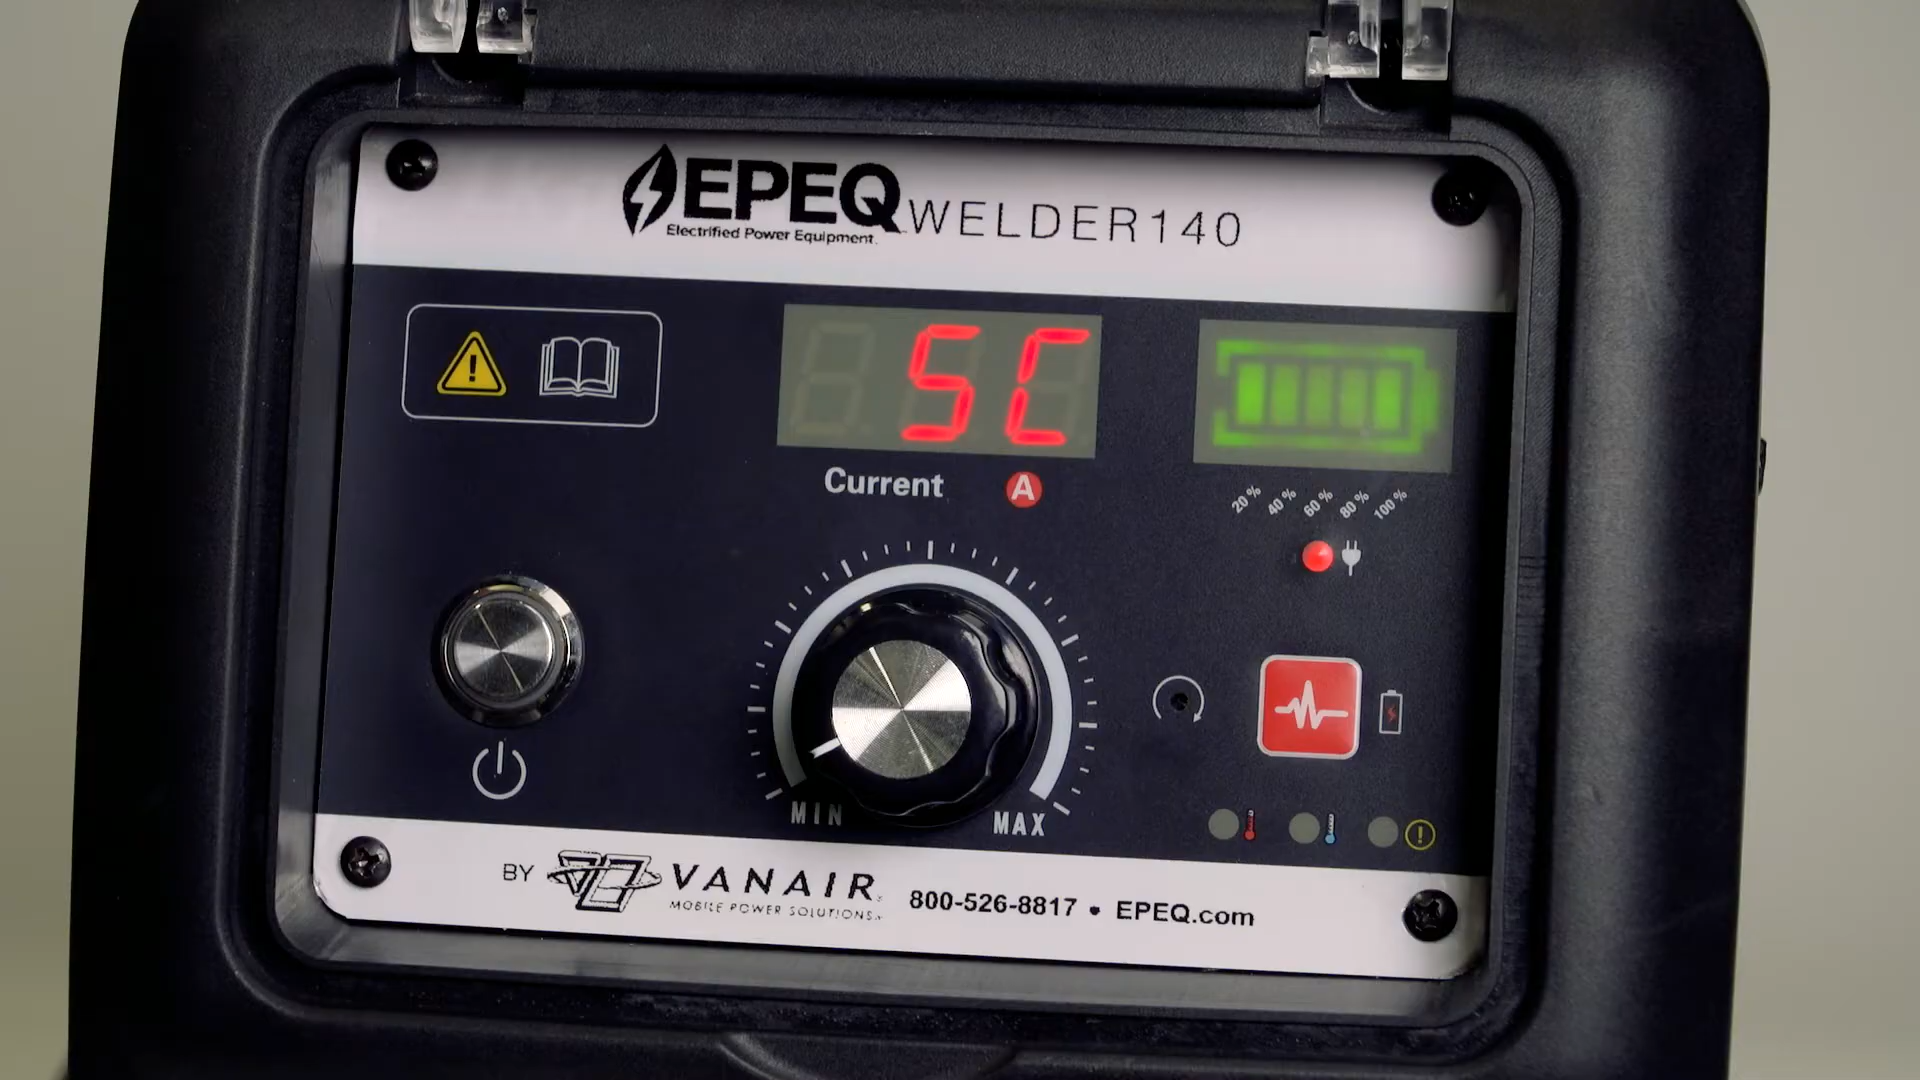 EPEQ WELDER140
Electrified Power Equipment.
5C
Current A
20% 40% 60% 80% 100%
MIN MAX
BY VANAIR
MOBILE POWER SOLUTIONS
800-526-8817 • EPEQ.com